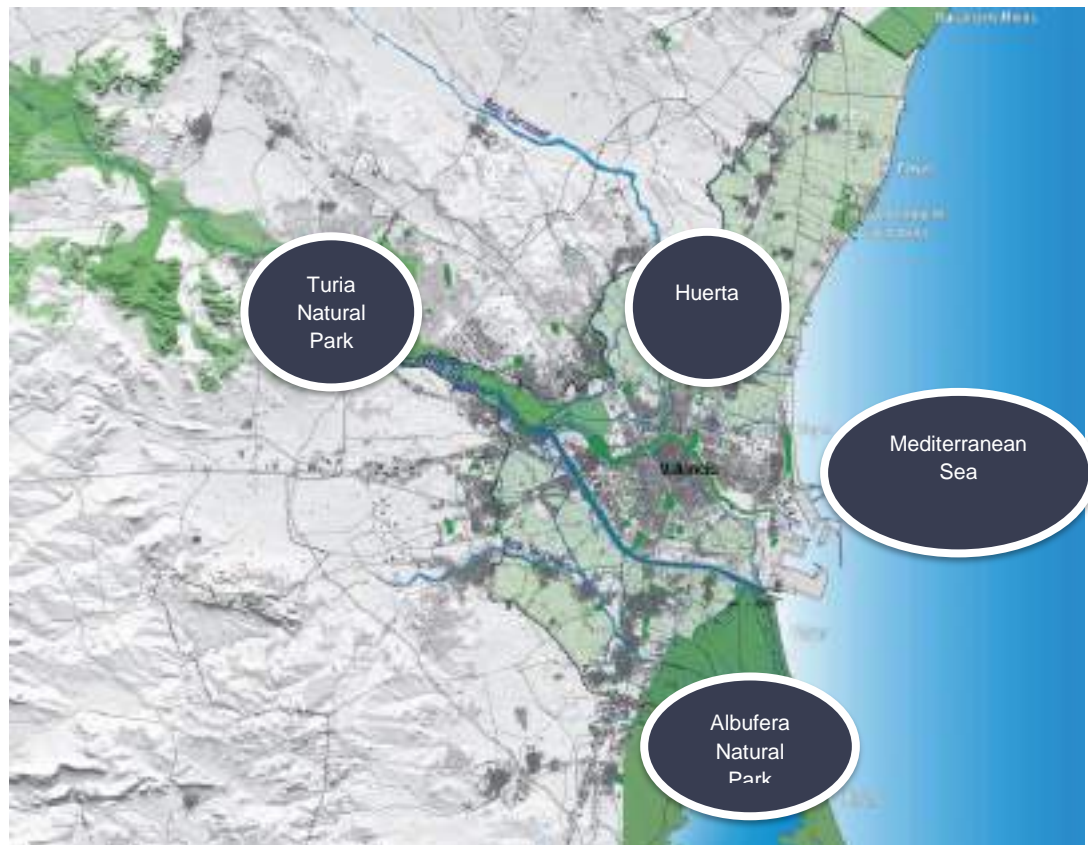 Turia
Natural
Park
Huerta
Mediterranean
Sea
València
Albufera
Natural
Park